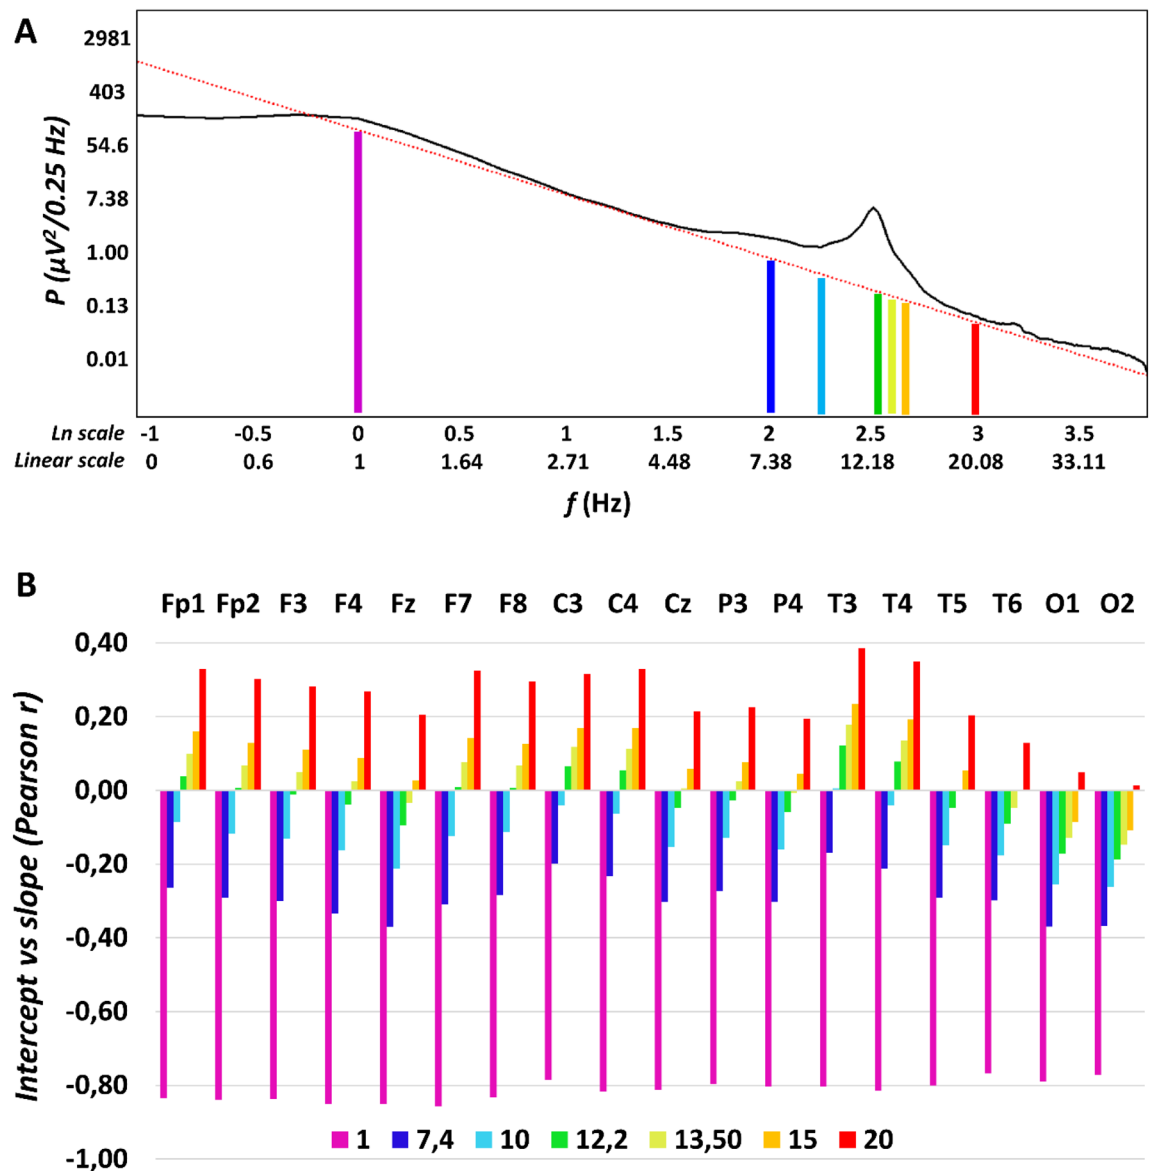 A
2981
403
54.6
7.38
1.00
0.13
0.01
P (μV²/0.25 Hz)
Ln scale -1 -0.5 0 0.5 1 1.5 2 2.5 3 3.5
Linear scale 0 0.6 1 1.64 2.71 4.48 7.38 12.18 20.08 33.11
f (Hz)
B
Fp1 Fp2 F3 F4 Fz F7 F8 C3 C4 Cz P3 P4 T3 T4 T5 T6 O1 O2
0,40
0,20
0,00
-0,20
-0,40
-0,60
-0,80
-1,00
Intercept vs slope (Pearson r)
1 7,4 10 12,2 13,50 15 20